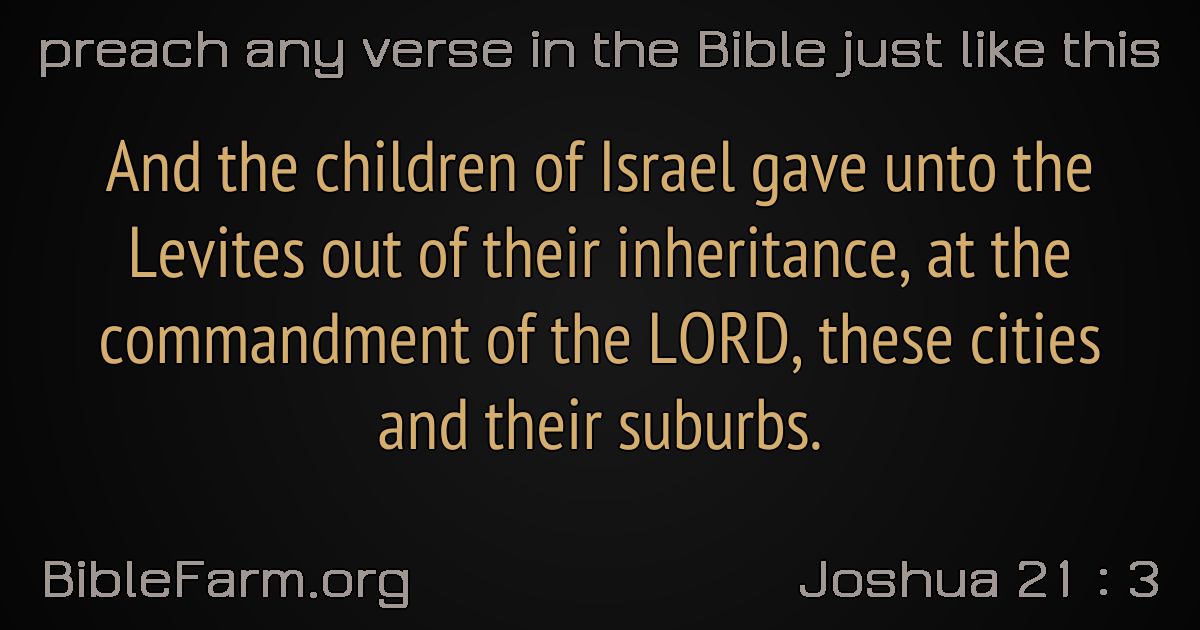 preach any verse in the Bible just like this
And the children of Israel gave unto the
Levites out of their inheritance, at the
commandment of the LORD, these cities
and their suburbs.
BibleFarm.org
Joshua 21 : 3